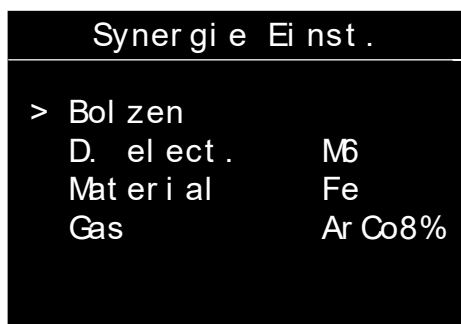 Synergie Einst.
> Bolzen
D. elect. M6
Material Fe
Gas ArCo8%